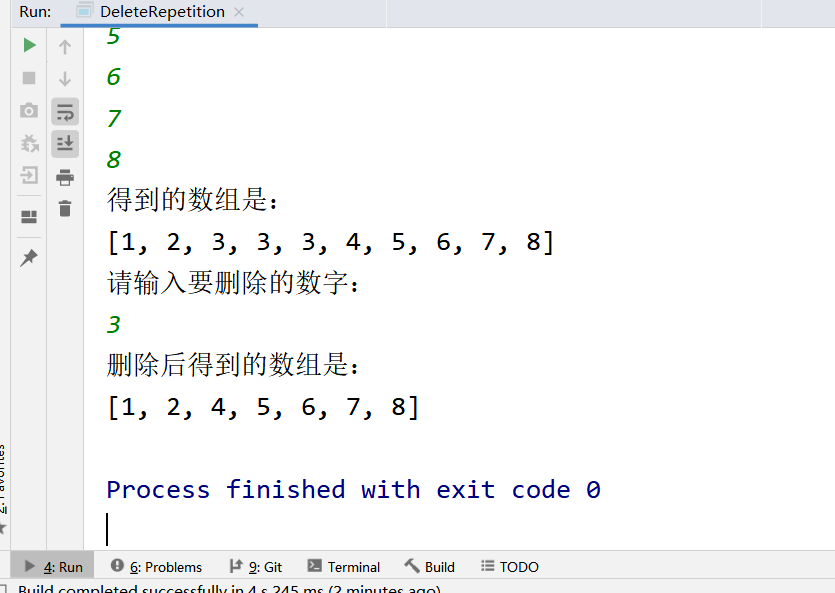 Run: DeleteRepetition
5
6
7
8
得到的数组是：
[1, 2, 3, 3, 3, 4, 5, 6, 7, 8]
请输入要删除的数字：
3
删除后得到的数组是：
[1, 2, 4, 5, 6, 7, 8]
Process finished with exit code 0
2: Favorites
4: Run 6: Problems 9: Git Terminal Build TODO
Build completed successfully in 4 s 245 ms (2 minutes ago)